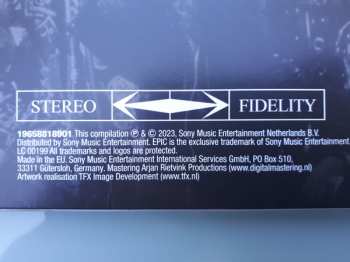 STEREO FIDELITY
19658818901 This compilation ℗ & © 2023, Sony Music Entertainment Netherlands B.V.
Distributed by Sony Music Entertainment. EPIC is the exclusive trademark of Sony Music Entertainment.
LC 00199 All trademarks and logos are protected.
Made in the EU. Sony Music Entertainment International Services GmbH, PO Box 510,
33311 Gütersloh, Germany. Mastering Arjan Rietvink Productions (www.digitalmastering.nl)
Artwork realisation TFX Image Development (www.tfx.nl)